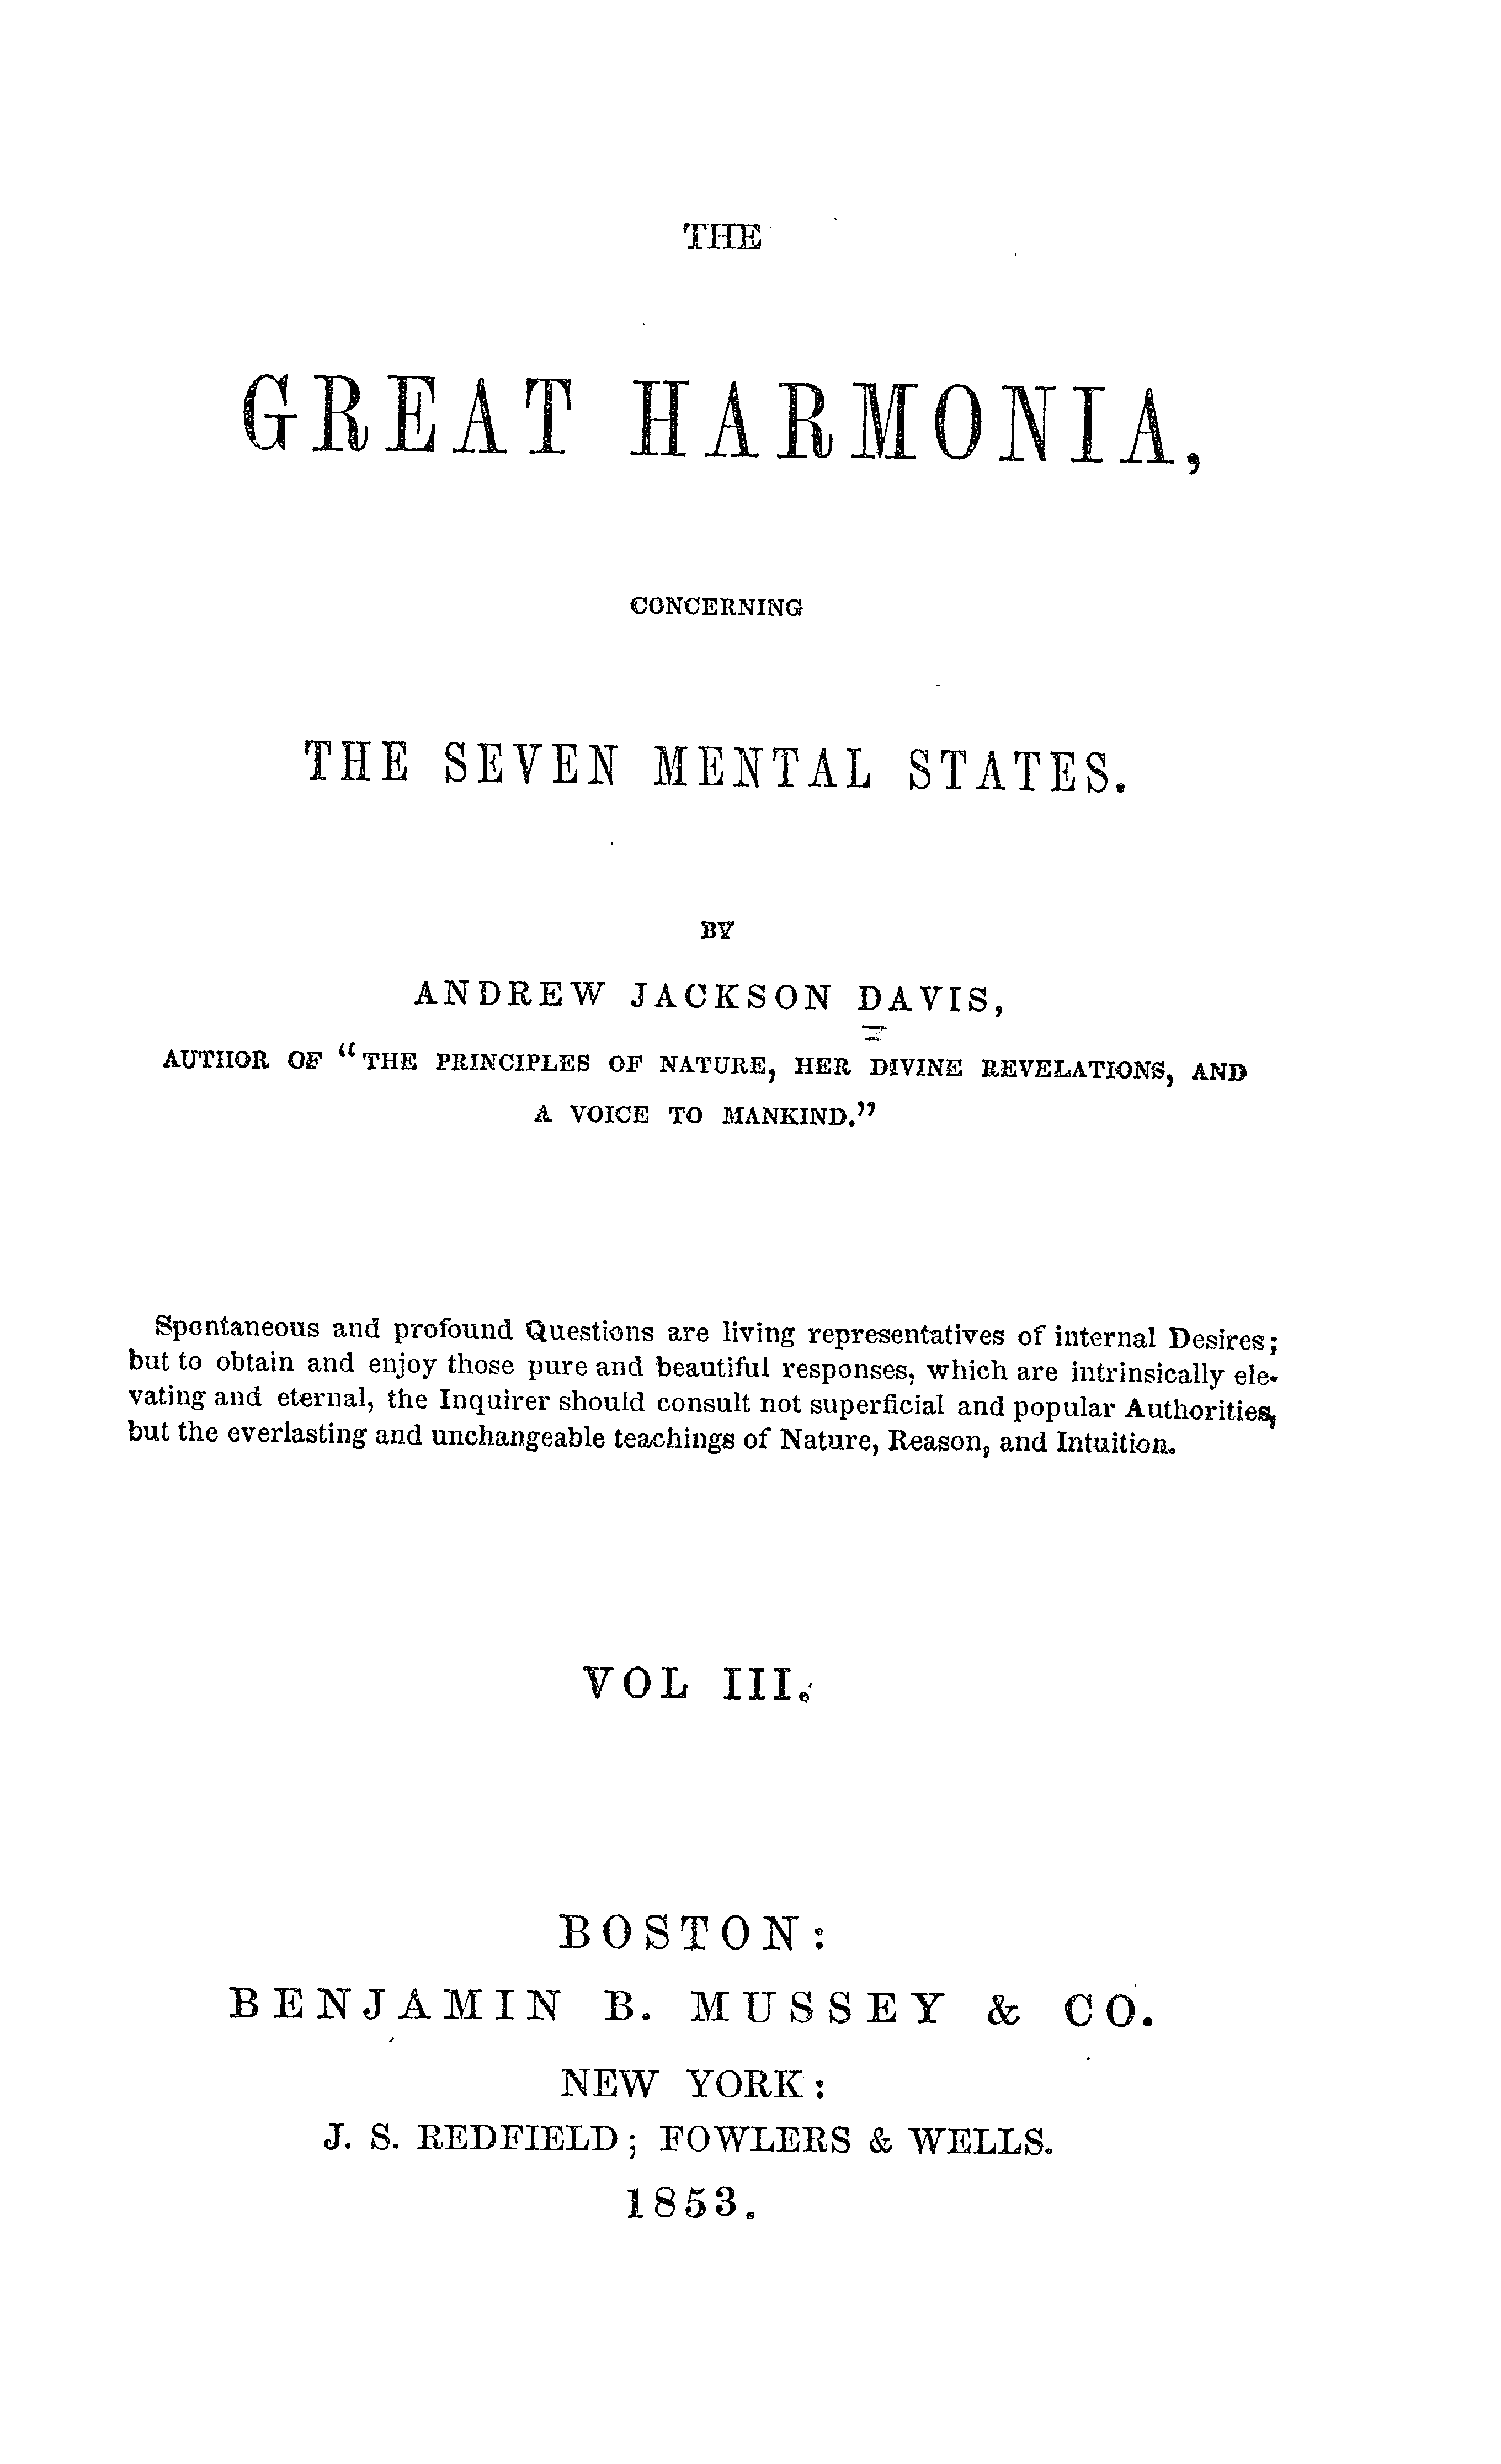 THE
GREAT HARMONIA,
CONCERNING
THE SEVEN MENTAL STATES.
BY
ANDREW JACKSON DAVIS,
AUTHOR OF “THE PRINCIPLES OF NATURE, HER DIVINE REVELATIONS, AND
A VOICE TO MANKIND.”
Spontaneous and profound Questions are living representatives of internal Desires;
but to obtain and enjoy those pure and beautiful responses, which are intrinsically ele-
vating and eternal, the Inquirer should consult not superficial and popular Authorities,
but the everlasting and unchangeable teachings of Nature, Reason, and Intuition.
VOL III.
BOSTON:
BENJAMIN B. MUSSEY & CO.
NEW YORK:
J. S. REDFIELD; FOWLERS & WELLS.
1853.